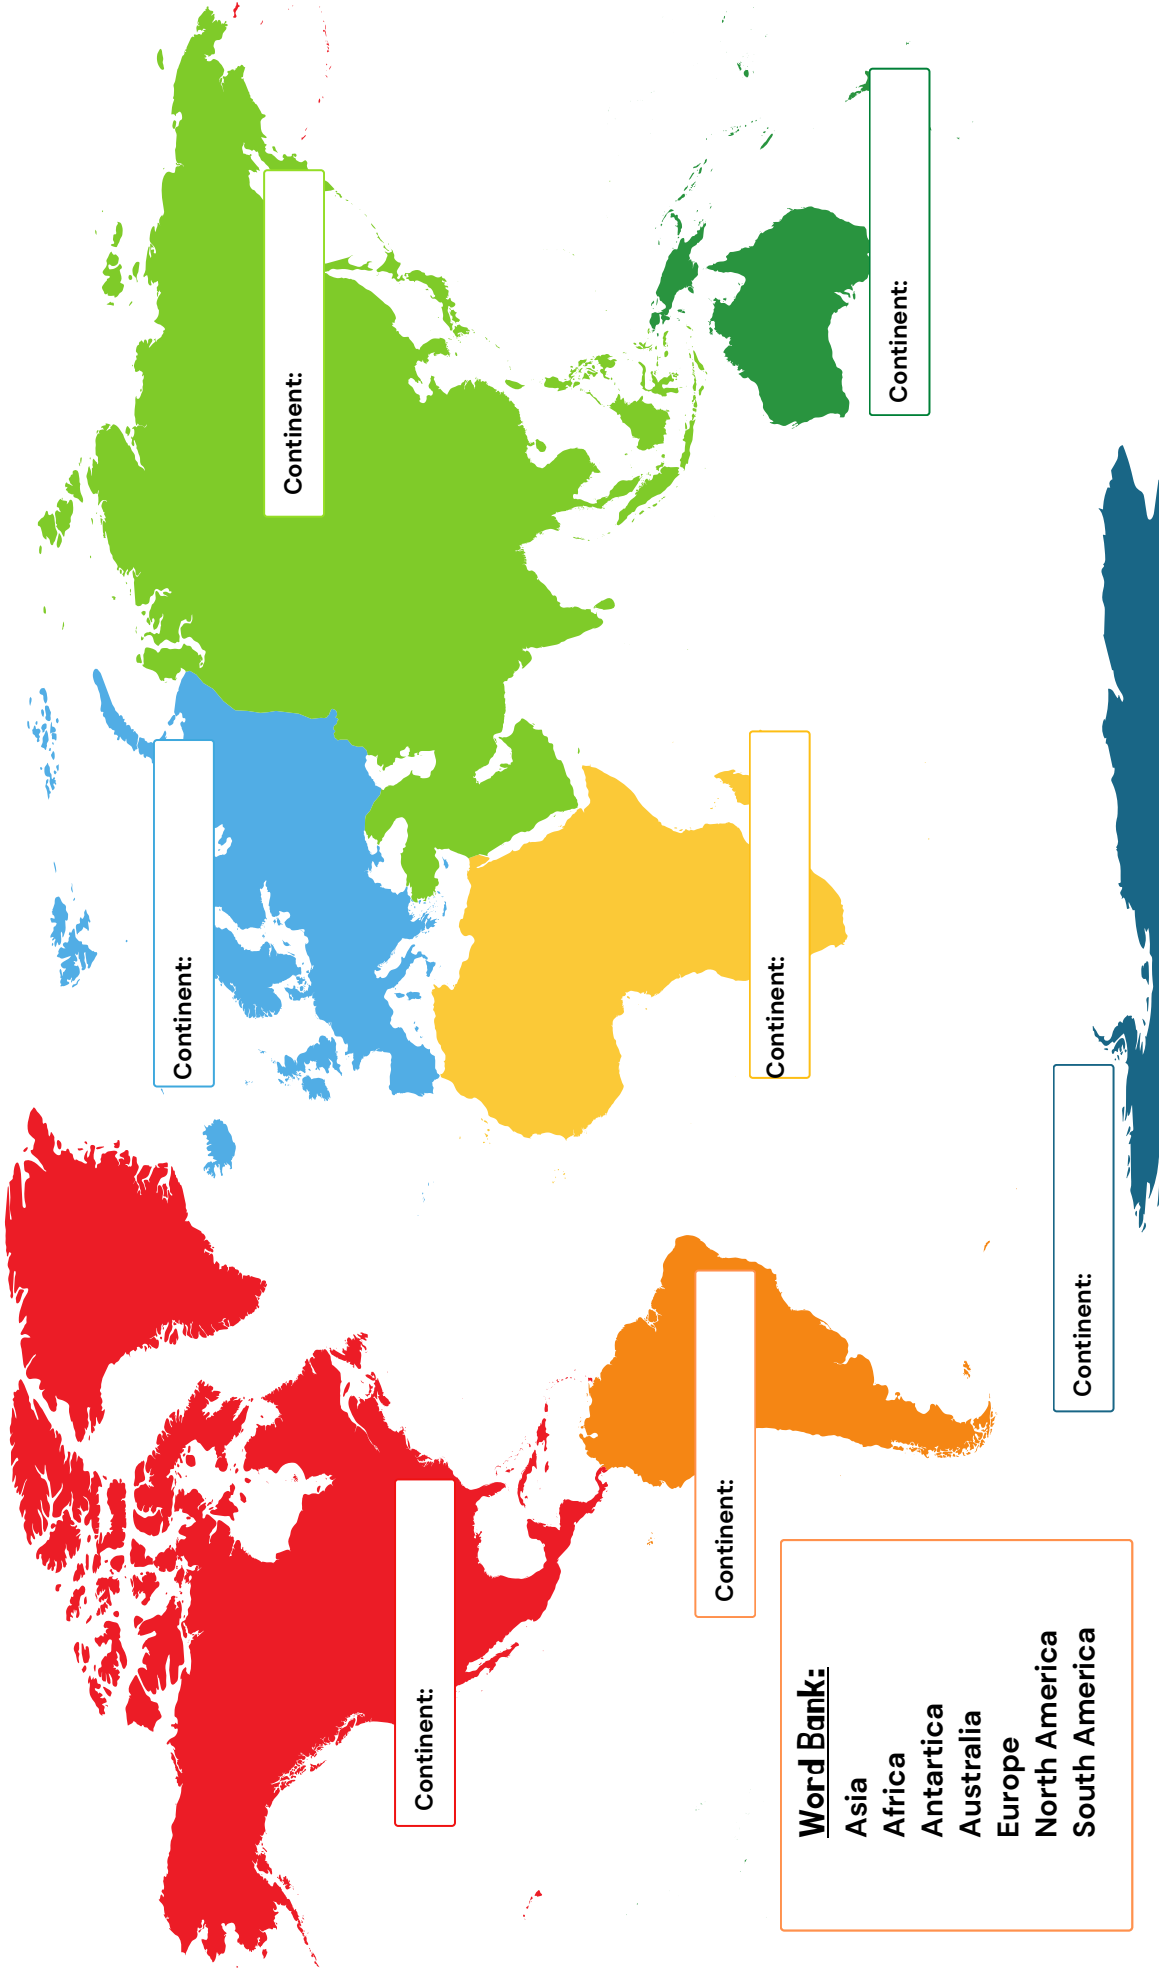 Continent:
Continent:
Continent:
Continent:
Continent:
Continent:
Continent:
Word Bank:
Asia
Africa
Antartica
Australia
Europe
North America
South America